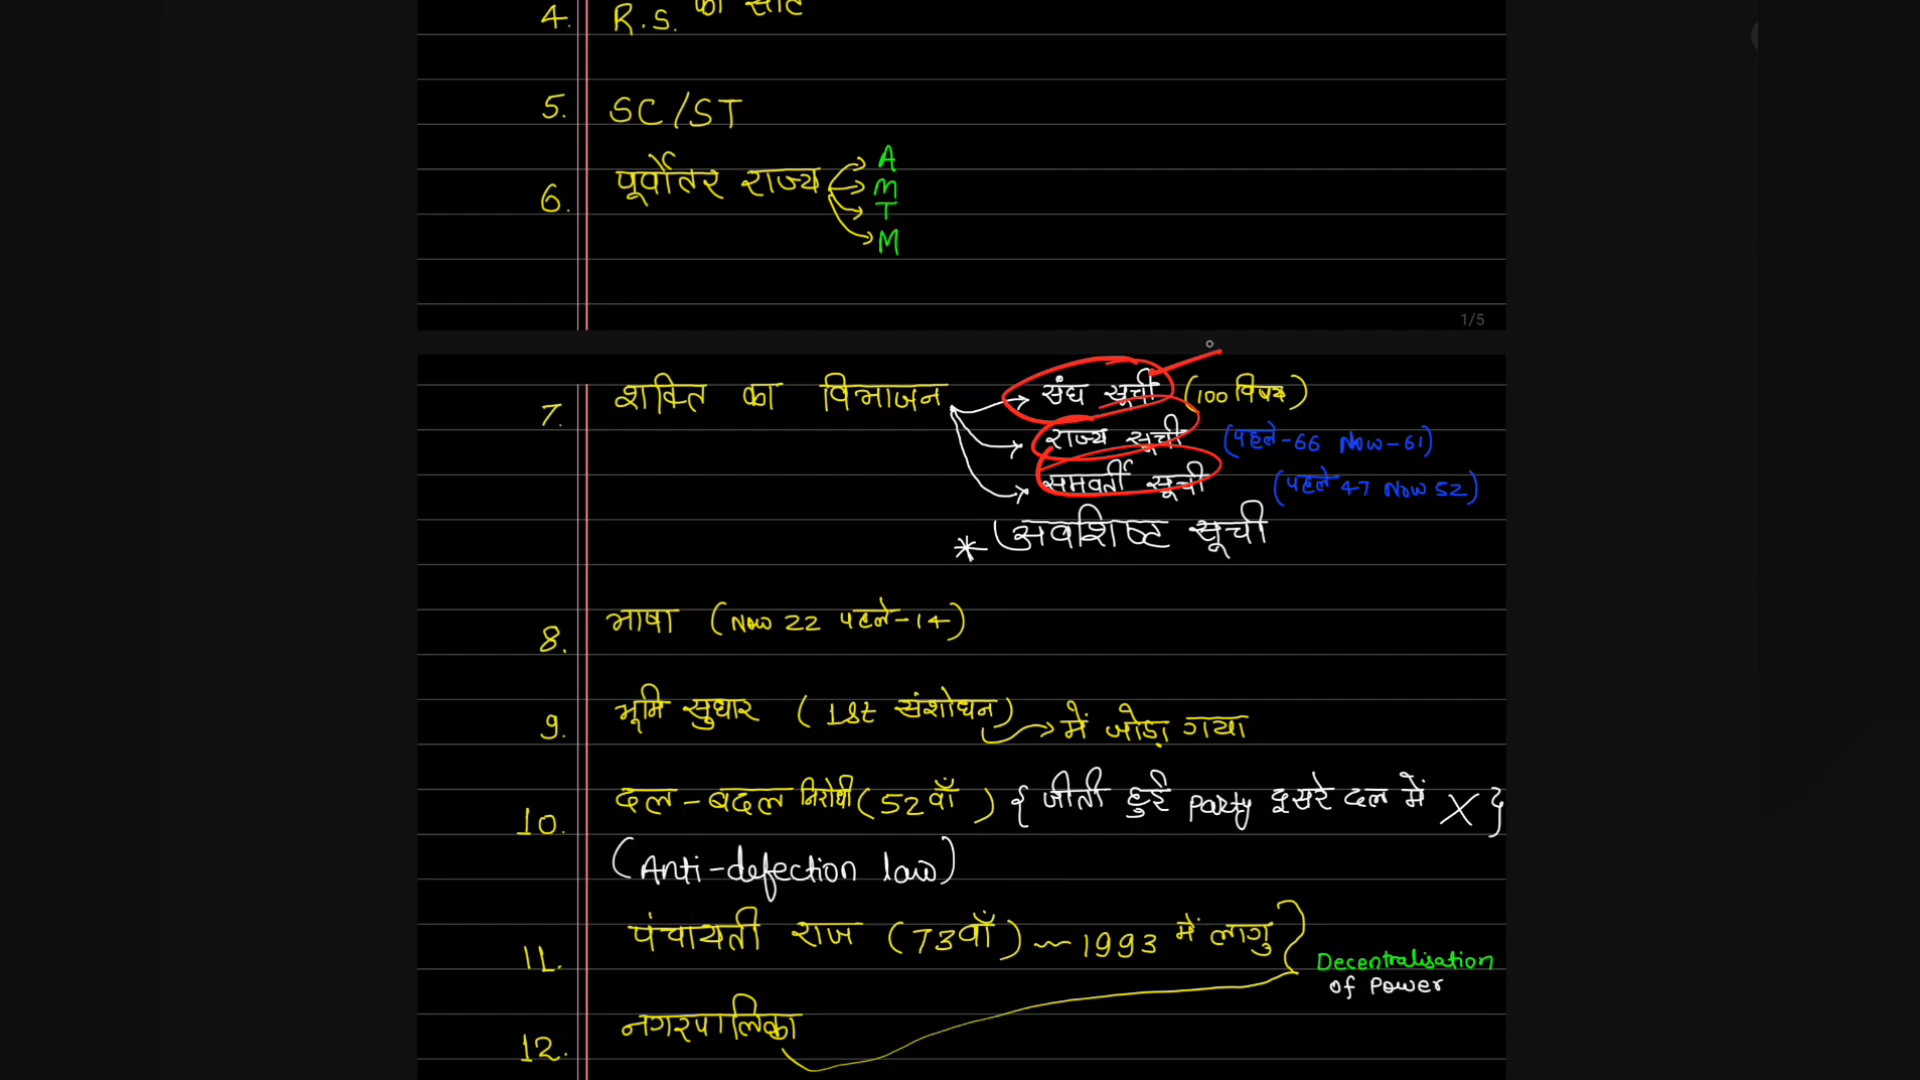 4. R.S. की सीट
5. SC/ST
6. पूर्वोतर राज्य
A
M
T
M
1/5
7. शक्ति का विभाजन → संघ सूची (100 विषय)
→ राज्य सूची (पहले-66 Now-61)
→ समवर्ती सूची (पहले 47 Now 52)
* अवशिष्ट सूची
8. भाषा (Now 22 पहले-14)
9. भूमि सुधार (1st संशोधन) → में जोड़ा गया
10. दल-बदल विरोधी (52वाँ) { जीती हुई party दूसरे दल में X }
(Anti-defection law)
11. पंचायती राज (73वाँ) ~ 1993 में लागु
Decentralisation
of Power
12. नगरपालिका